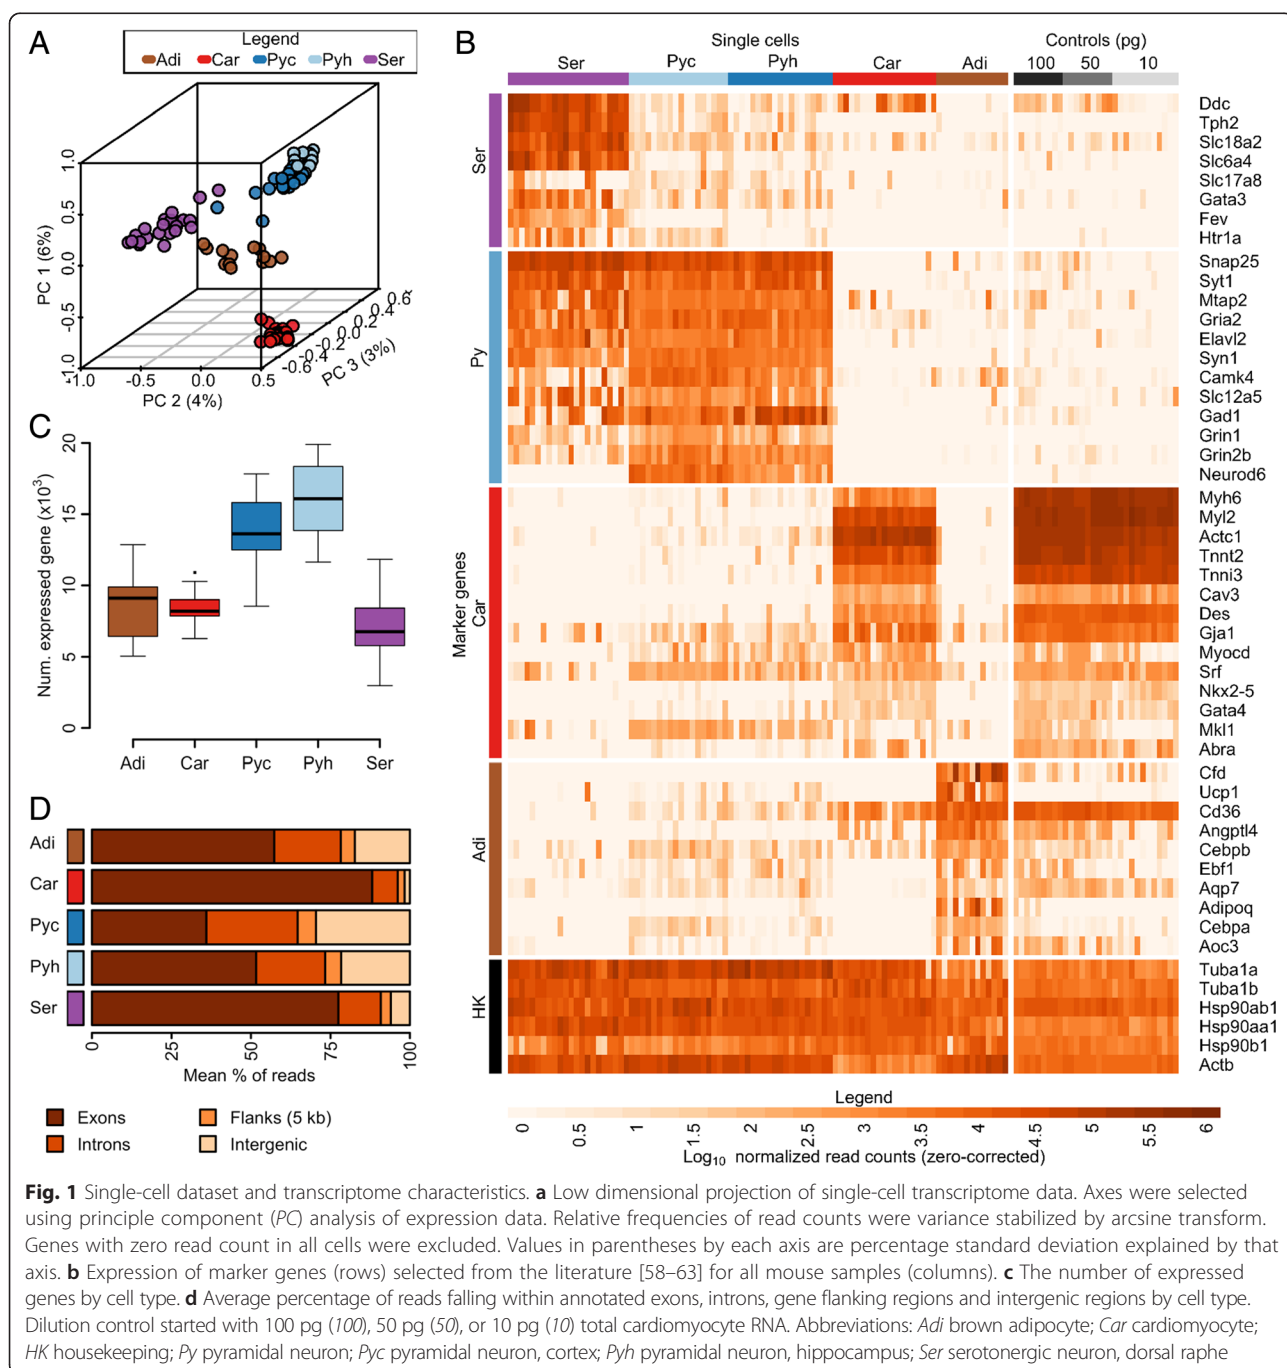 A
Legend
Adi Car Pyc Pyh Ser
PC 1 (6%)
1.0
0.5
0.0
-0.5
-1.0
-1.0 -0.5 0.0 0.5
PC 2 (4%)
-0.6 -0.4 -0.2 0.0 0.2 0.4 0.6
PC 3 (3%)
B
Single cells
Controls (pg)
Ser Pyc Pyh Car Adi 100 50 10
Marker genes
Ser
Ddc
Tph2
Slc18a2
Slc6a4
Slc17a8
Gata3
Fev
Htr1a
Py
Snap25
Syt1
Mtap2
Gria2
Elavl2
Syn1
Camk4
Slc12a5
Gad1
Grin1
Grin2b
Neurod6
Car
Myh6
Myl2
Actc1
Tnnt2
Tnni3
Cav3
Des
Gja1
Myocd
Srf
Nkx2-5
Gata4
Mkl1
Abra
Adi
Cfd
Ucp1
Cd36
Angptl4
Cebpb
Ebf1
Aqp7
Adipoq
Cebpa
Aoc3
HK
Tuba1a
Tuba1b
Hsp90ab1
Hsp90aa1
Hsp90b1
Actb
Legend
0 0.5 1 1.5 2 2.5 3 3.5 4 4.5 5 5.5 6
Log10 normalized read counts (zero-corrected)
C
Num. expressed gene (x10³)
20
15
10
5
0
Adi Car Pyc Pyh Ser
D
Adi
Car
Pyc
Pyh
Ser
0 25 50 75 100
Mean % of reads
Exons Flanks (5 kb)
Introns Intergenic
Fig. 1 Single-cell dataset and transcriptome characteristics. a Low dimensional projection of single-cell transcriptome data. Axes were selected
using principle component (PC) analysis of expression data. Relative frequencies of read counts were variance stabilized by arcsine transform.
Genes with zero read count in all cells were excluded. Values in parentheses by each axis are percentage standard deviation explained by that
axis. b Expression of marker genes (rows) selected from the literature [58–63] for all mouse samples (columns). c The number of expressed
genes by cell type. d Average percentage of reads falling within annotated exons, introns, gene flanking regions and intergenic regions by cell type.
Dilution control started with 100 pg (100), 50 pg (50), or 10 pg (10) total cardiomyocyte RNA. Abbreviations: Adi brown adipocyte; Car cardiomyocyte;
HK housekeeping; Py pyramidal neuron; Pyc pyramidal neuron, cortex; Pyh pyramidal neuron, hippocampus; Ser serotonergic neuron, dorsal raphe